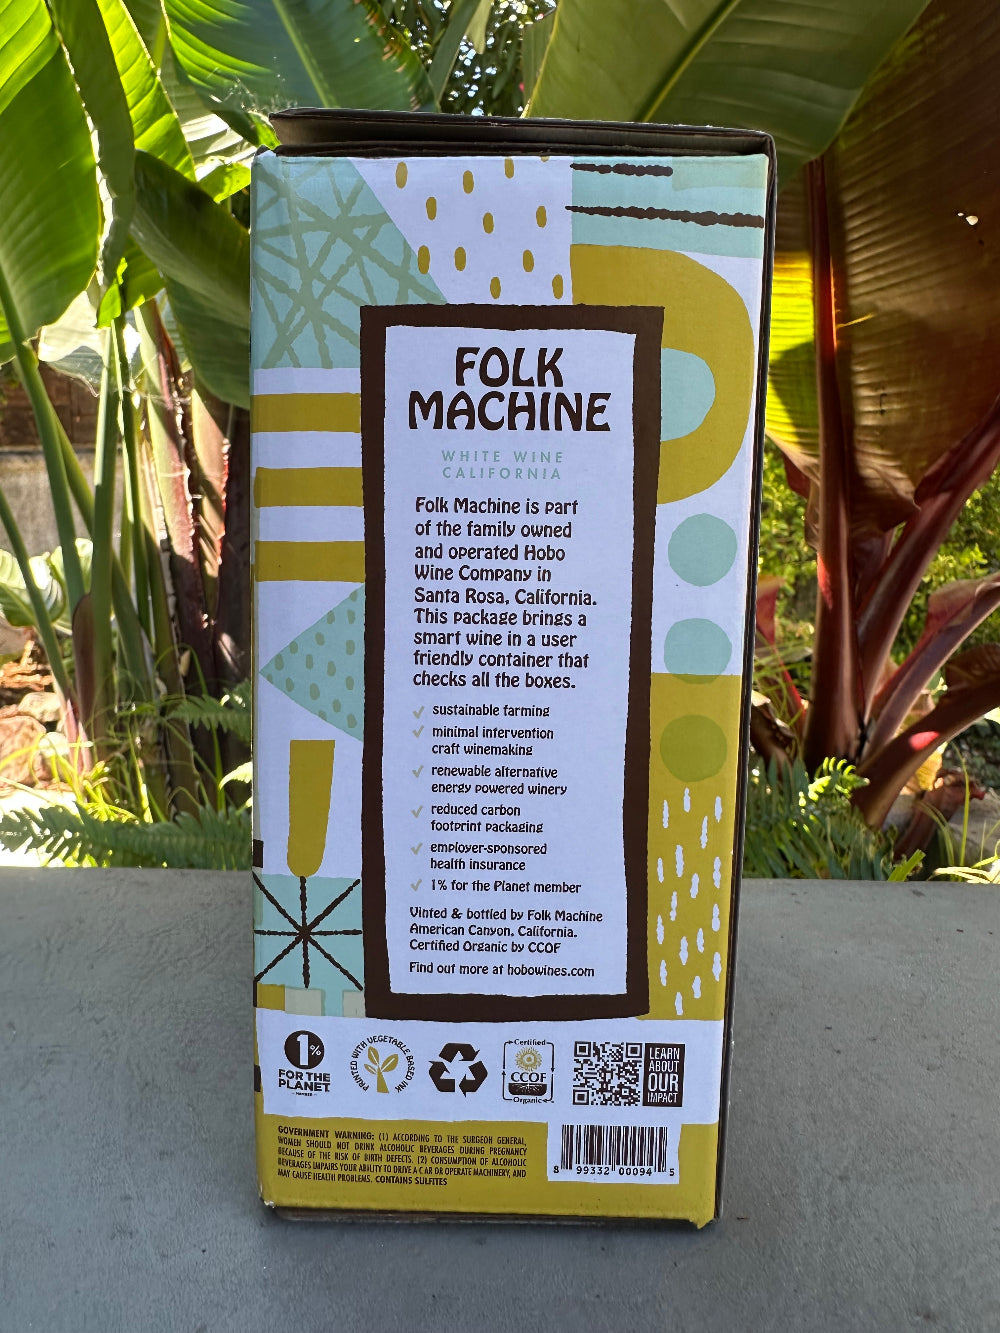 FOLK
MACHINE
WHITE WINE
CALIFORNIA
Folk Machine is part
of the family owned
and operated Hobo
Wine Company in
Santa Rosa, California.
This package brings a
smart wine in a user
friendly container that
checks all the boxes.
sustainable farming
minimal intervention
craft winemaking
renewable alternative
energy powered winery
reduced carbon
footprint packaging
employer-sponsored
health insurance
1% for the Planet member
Vinted & bottled by Folk Machine
American Canyon, California.
Certified Organic by CCOF
Find out more at hobowines.com
1%
FOR THE
PLANET
MEMBER
PRINTED WITH VEGETABLE BASED INK
Certified
CCOF
Organic
LEARN
ABOUT
OUR
IMPACT
GOVERNMENT WARNING: (1) ACCORDING TO THE SURGEON GENERAL,
WOMEN SHOULD NOT DRINK ALCOHOLIC BEVERAGES DURING PREGNANCY
BECAUSE OF THE RISK OF BIRTH DEFECTS. (2) CONSUMPTION OF ALCOHOLIC
BEVERAGES IMPAIRS YOUR ABILITY TO DRIVE A CAR OR OPERATE MACHINERY, AND
MAY CAUSE HEALTH PROBLEMS. CONTAINS SULFITES
8 99332 00094 5